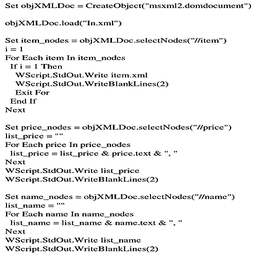 Set objXMLDoc = CreateObject("msxml2.domdocument")
objXMLDoc.load("In.xml")
Set item_nodes = objXMLDoc.selectNodes("//item")
i = 1
For Each item In item_nodes
If i = 1 Then
WScript.StdOut.Write item.xml
WScript.StdOut.WriteBlankLines(2)
Exit For
End If
Next
Set price_nodes = objXMLDoc.selectNodes("//price")
list_price = ""
For Each price In price_nodes
list_price = list_price & price.text & ", "
Next
WScript.StdOut.Write list_price
WScript.StdOut.WriteBlankLines(2)
Set name_nodes = objXMLDoc.selectNodes("//name")
list_name = ""
For Each name In name_nodes
list_name = list_name & name.text & ", "
Next
WScript.StdOut.Write list_name
WScript.StdOut.WriteBlankLines(2)